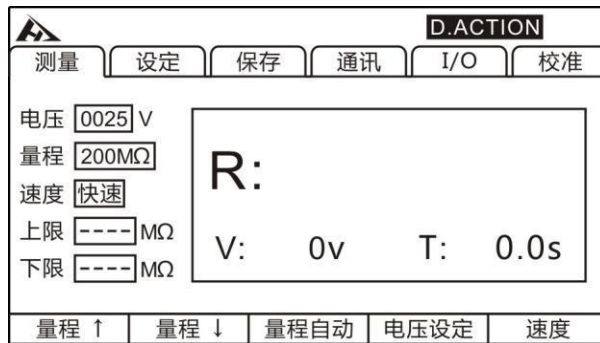 D.ACTION
测量 设定 保存 通讯 I/O 校准
电压 0025 V
量程 200MΩ
速度 快速
上限 ---- MΩ
下限 ---- MΩ
R:
V: 0v T: 0.0s
量程 ↑ 量程 ↓ 量程自动 电压设定 速度